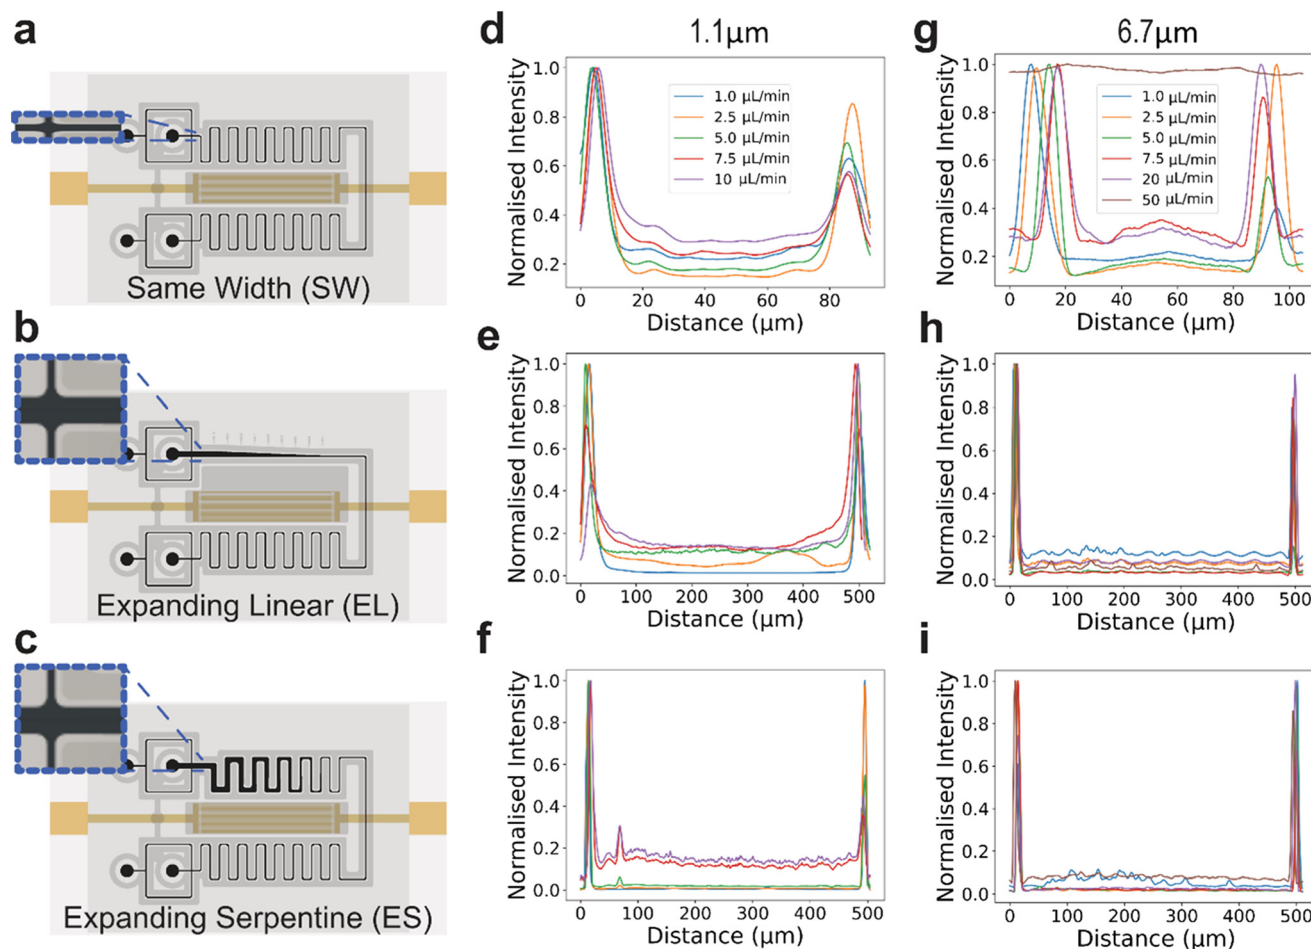 a
Same Width (SW)
b
Expanding Linear (EL)
c
Expanding Serpentine (ES)
d
1.1μm
Normalised Intensity
1.0
0.8
0.6
0.4
0.2
1.0 μL/min
2.5 μL/min
5.0 μL/min
7.5 μL/min
10 μL/min
0 20 40 60 80
Distance (μm)
e
Normalised Intensity
1.0
0.8
0.6
0.4
0.2
0.0
0 100 200 300 400 500
Distance (μm)
f
Normalised Intensity
1.0
0.8
0.6
0.4
0.2
0.0
0 100 200 300 400 500
Distance (μm)
g
6.7μm
Normalised Intensity
1.0
0.8
0.6
0.4
0.2
1.0 μL/min
2.5 μL/min
5.0 μL/min
7.5 μL/min
20 μL/min
50 μL/min
0 20 40 60 80 100
Distance (μm)
h
Normalised Intensity
1.0
0.8
0.6
0.4
0.2
0.0
0 100 200 300 400 500
Distance (μm)
i
Normalised Intensity
1.0
0.8
0.6
0.4
0.2
0.0
0 100 200 300 400 500
Distance (μm)